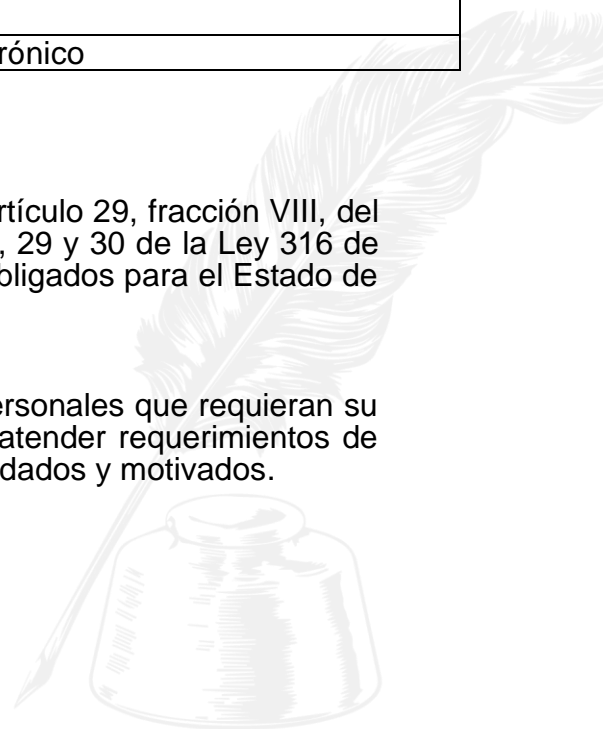 rónico
rtículo 29, fracción VIII, del
, 29 y 30 de la Ley 316 de
bligados para el Estado de
ersonales que requieran su
atender requerimientos de
dados y motivados.